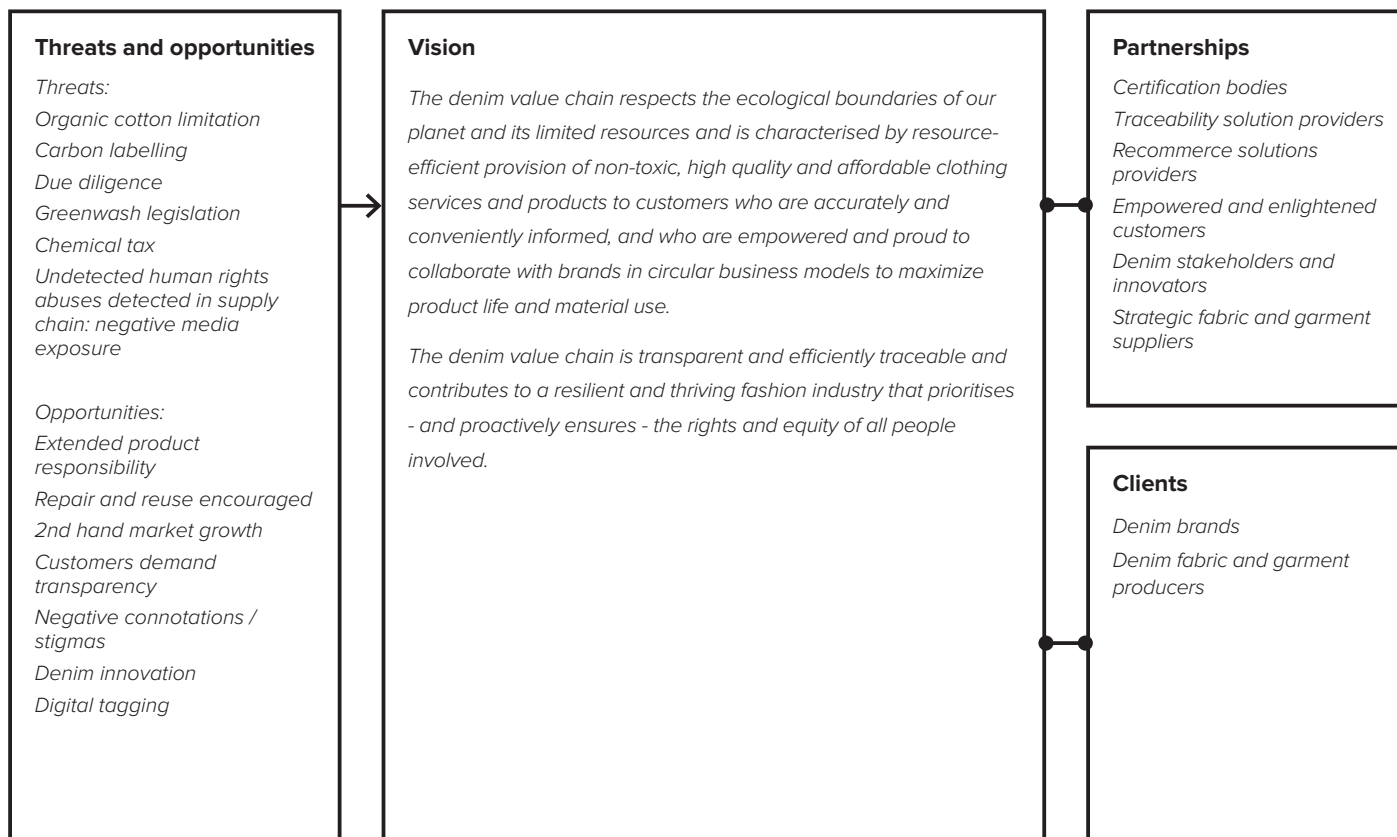 Threats and opportunities
Threats:
Organic cotton limitation
Carbon labelling
Due diligence
Greenwash legislation
Chemical tax
Undetected human rights
abuses detected in supply
chain: negative media
exposure
Opportunities:
Extended product
responsibility
Repair and reuse encouraged
2nd hand market growth
Customers demand
transparency
Negative connotations /
stigmas
Denim innovation
Digital tagging
Vision
The denim value chain respects the ecological boundaries of our
planet and its limited resources and is characterised by resource-
efficient provision of non-toxic, high quality and affordable clothing
services and products to customers who are accurately and
conveniently informed, and who are empowered and proud to
collaborate with brands in circular business models to maximize
product life and material use.
The denim value chain is transparent and efficiently traceable and
contributes to a resilient and thriving fashion industry that prioritises
- and proactively ensures - the rights and equity of all people
involved.
Partnerships
Certification bodies
Traceability solution providers
Recommerce solutions
providers
Empowered and enlightened
customers
Denim stakeholders and
innovators
Strategic fabric and garment
suppliers
Clients
Denim brands
Denim fabric and garment
producers